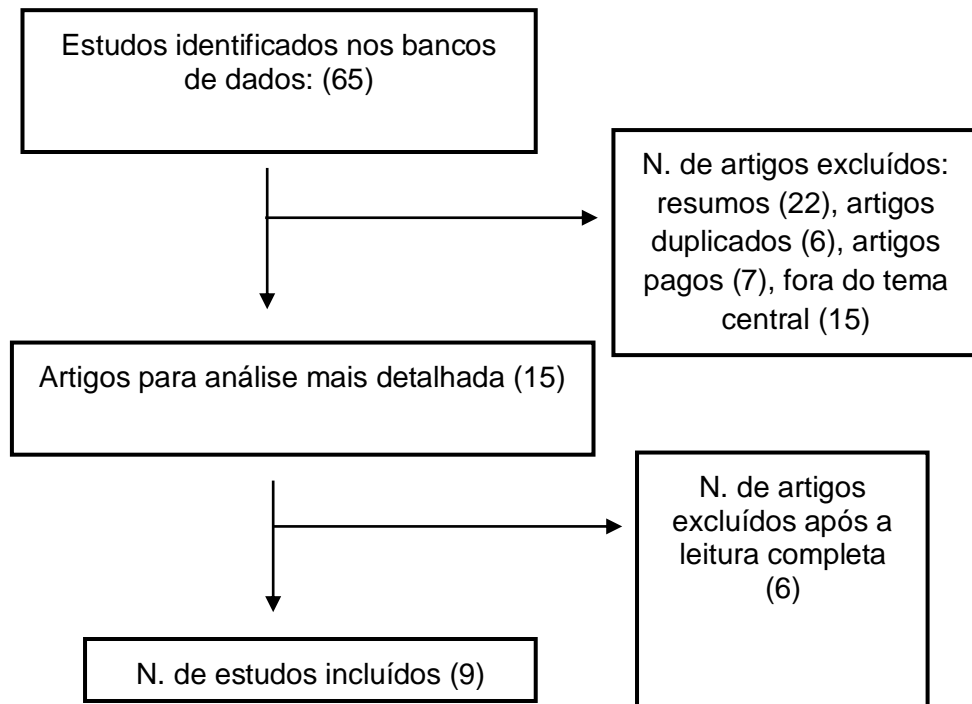 Estudos identificados nos bancos
de dados: (65)
N. de artigos excluídos:
resumos (22), artigos
duplicados (6), artigos
pagos (7), fora do tema
central (15)
Artigos para análise mais detalhada (15)
N. de artigos
excluídos após a
leitura completa
(6)
N. de estudos incluídos (9)